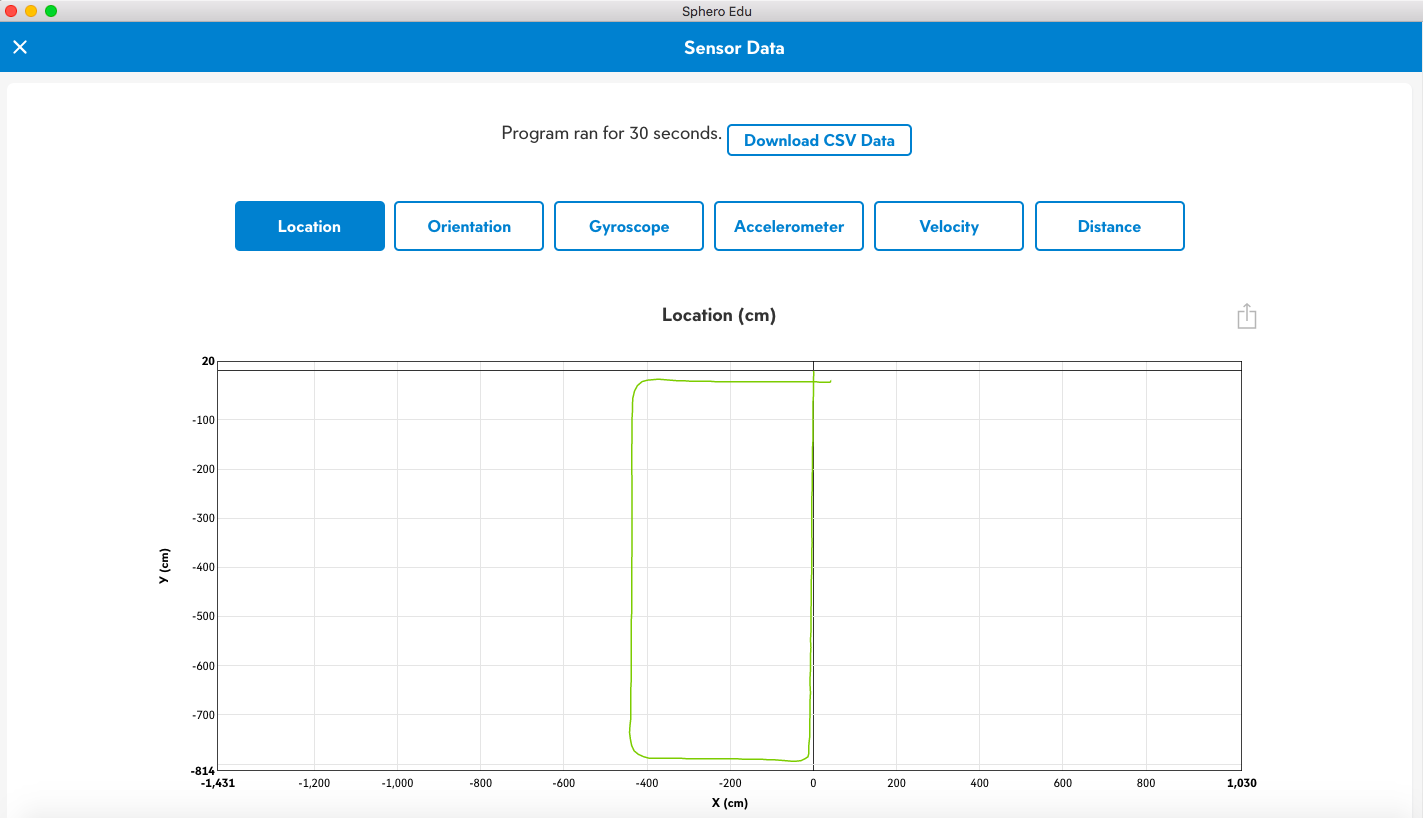 Sphero Edu
Sensor Data
Program ran for 30 seconds. Download CSV Data
Location Orientation Gyroscope Accelerometer Velocity Distance
Location (cm)
20
-100
-200
-300
-400
-500
-600
-700
-814
Y (cm)
-1,431 -1,200 -1,000 -800 -600 -400 -200 0 200 400 600 800 1,030
X (cm)